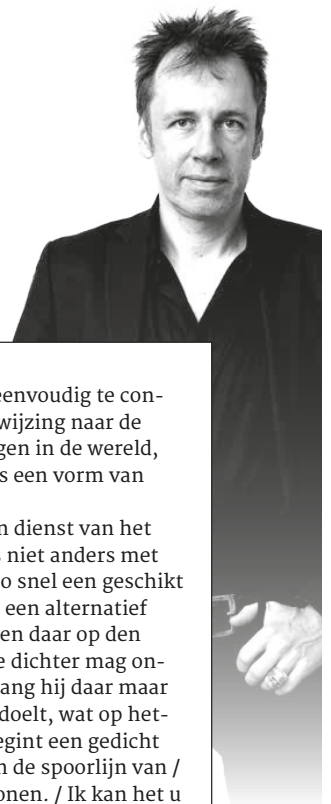 eenvoudig te con-
wijzing naar de
gen in de wereld,
s een vorm van
n dienst van het
s niet anders met
o snel een geschikt
een alternatief
en daar op den
e dichter mag on-
ang hij daar maar
doelt, wat op het-
egint een gedicht
n de spoorlijn van /
onen. / Ik kan het u